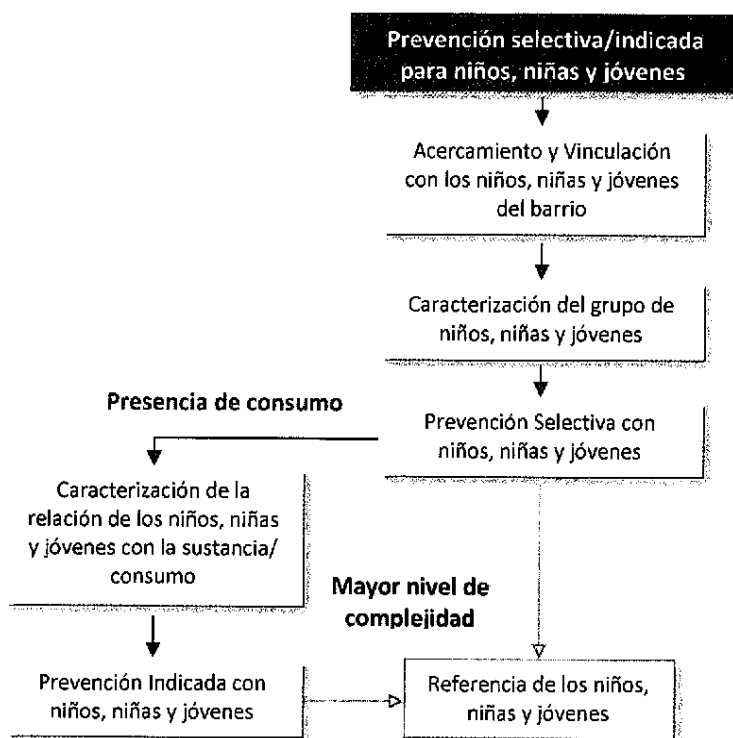 Prevención selectiva/indicada
para niños, niñas y jóvenes
Acercamiento y Vinculación
con los niños, niñas y jóvenes
del barrio
Caracterización del grupo de
niños, niñas y jóvenes
Presencia de consumo
Prevención Selectiva con
niños, niñas y jóvenes
Caracterización de la
relación de los niños, niñas
y jóvenes con la sustancia/
consumo
Mayor nivel de
complejidad
Prevención Indicada con
niños, niñas y jóvenes
Referencia de los niños,
niñas y jóvenes